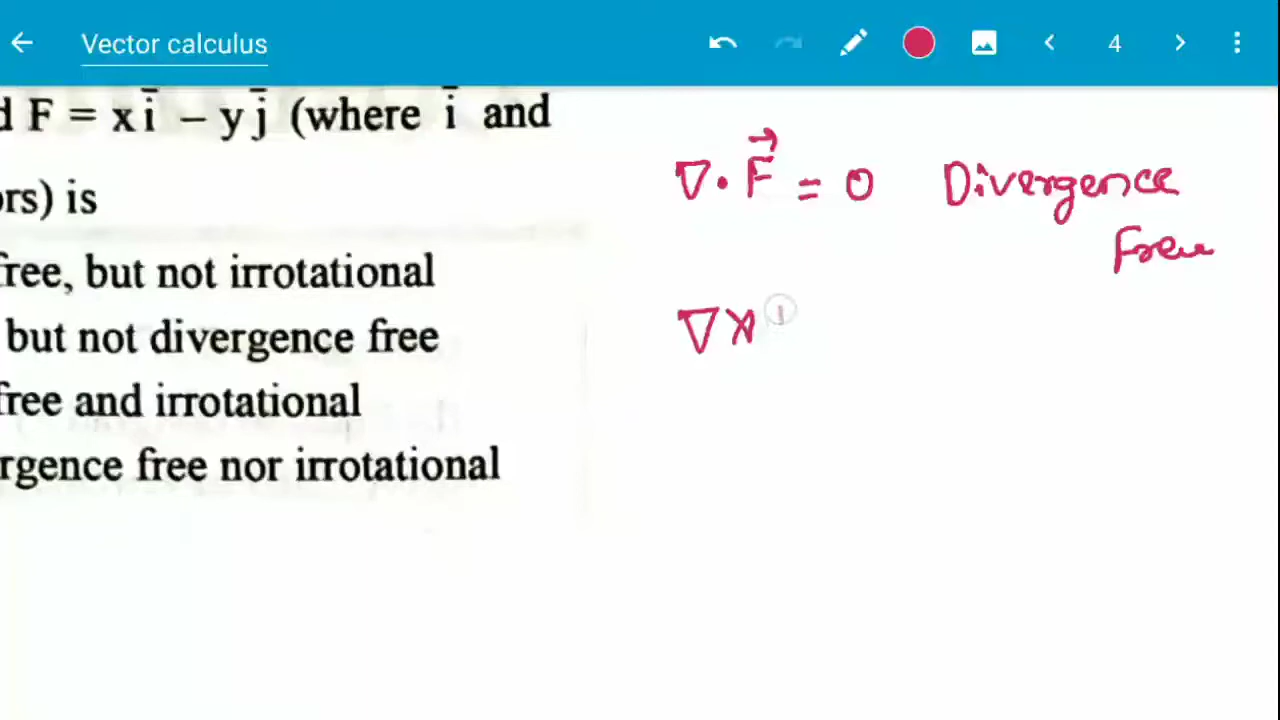 Vector calculus
4
d F = x i̅ – y j̅ (where i̅ and
ors) is
free, but not irrotational
but not divergence free
free and irrotational
rgence free nor irrotational
∇ · F⃗ = 0 Divergence
Free
∇ ×